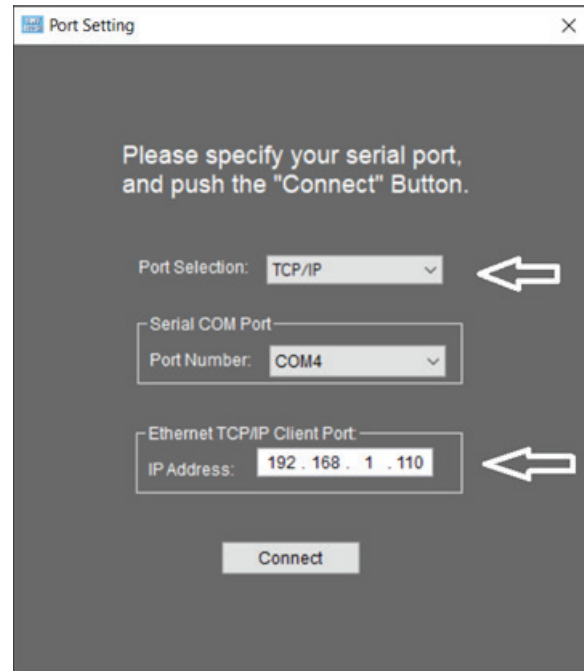 Port Setting
Please specify your serial port,
and push the "Connect" Button.
Port Selection: TCP/IP
Serial COM Port
Port Number: COM4
Ethernet TCP/IP Client Port:
IP Address: 192 . 168 . 1 . 110
Connect